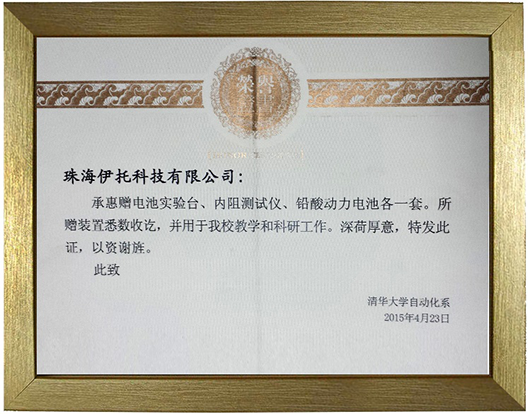 榮譽
珠海伊托科技有限公司：
承惠赠电池实验台、内阻测试仪、铅酸动力电池各一套。所
赠装置悉数收讫，并用于我校教学和科研工作。深荷厚意，特发此
证，以资谢旌。
此致
清华大学自动化系
2015年4月23日